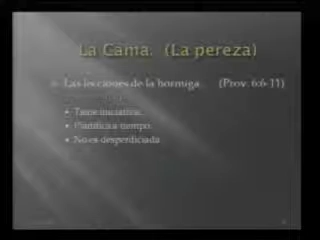 La Cama: (La pereza)
Las lecciones de la hormiga. (Prov. 6:6-11)
Tiene iniciativa.
Planifica a tiempo.
No es desperdiciada